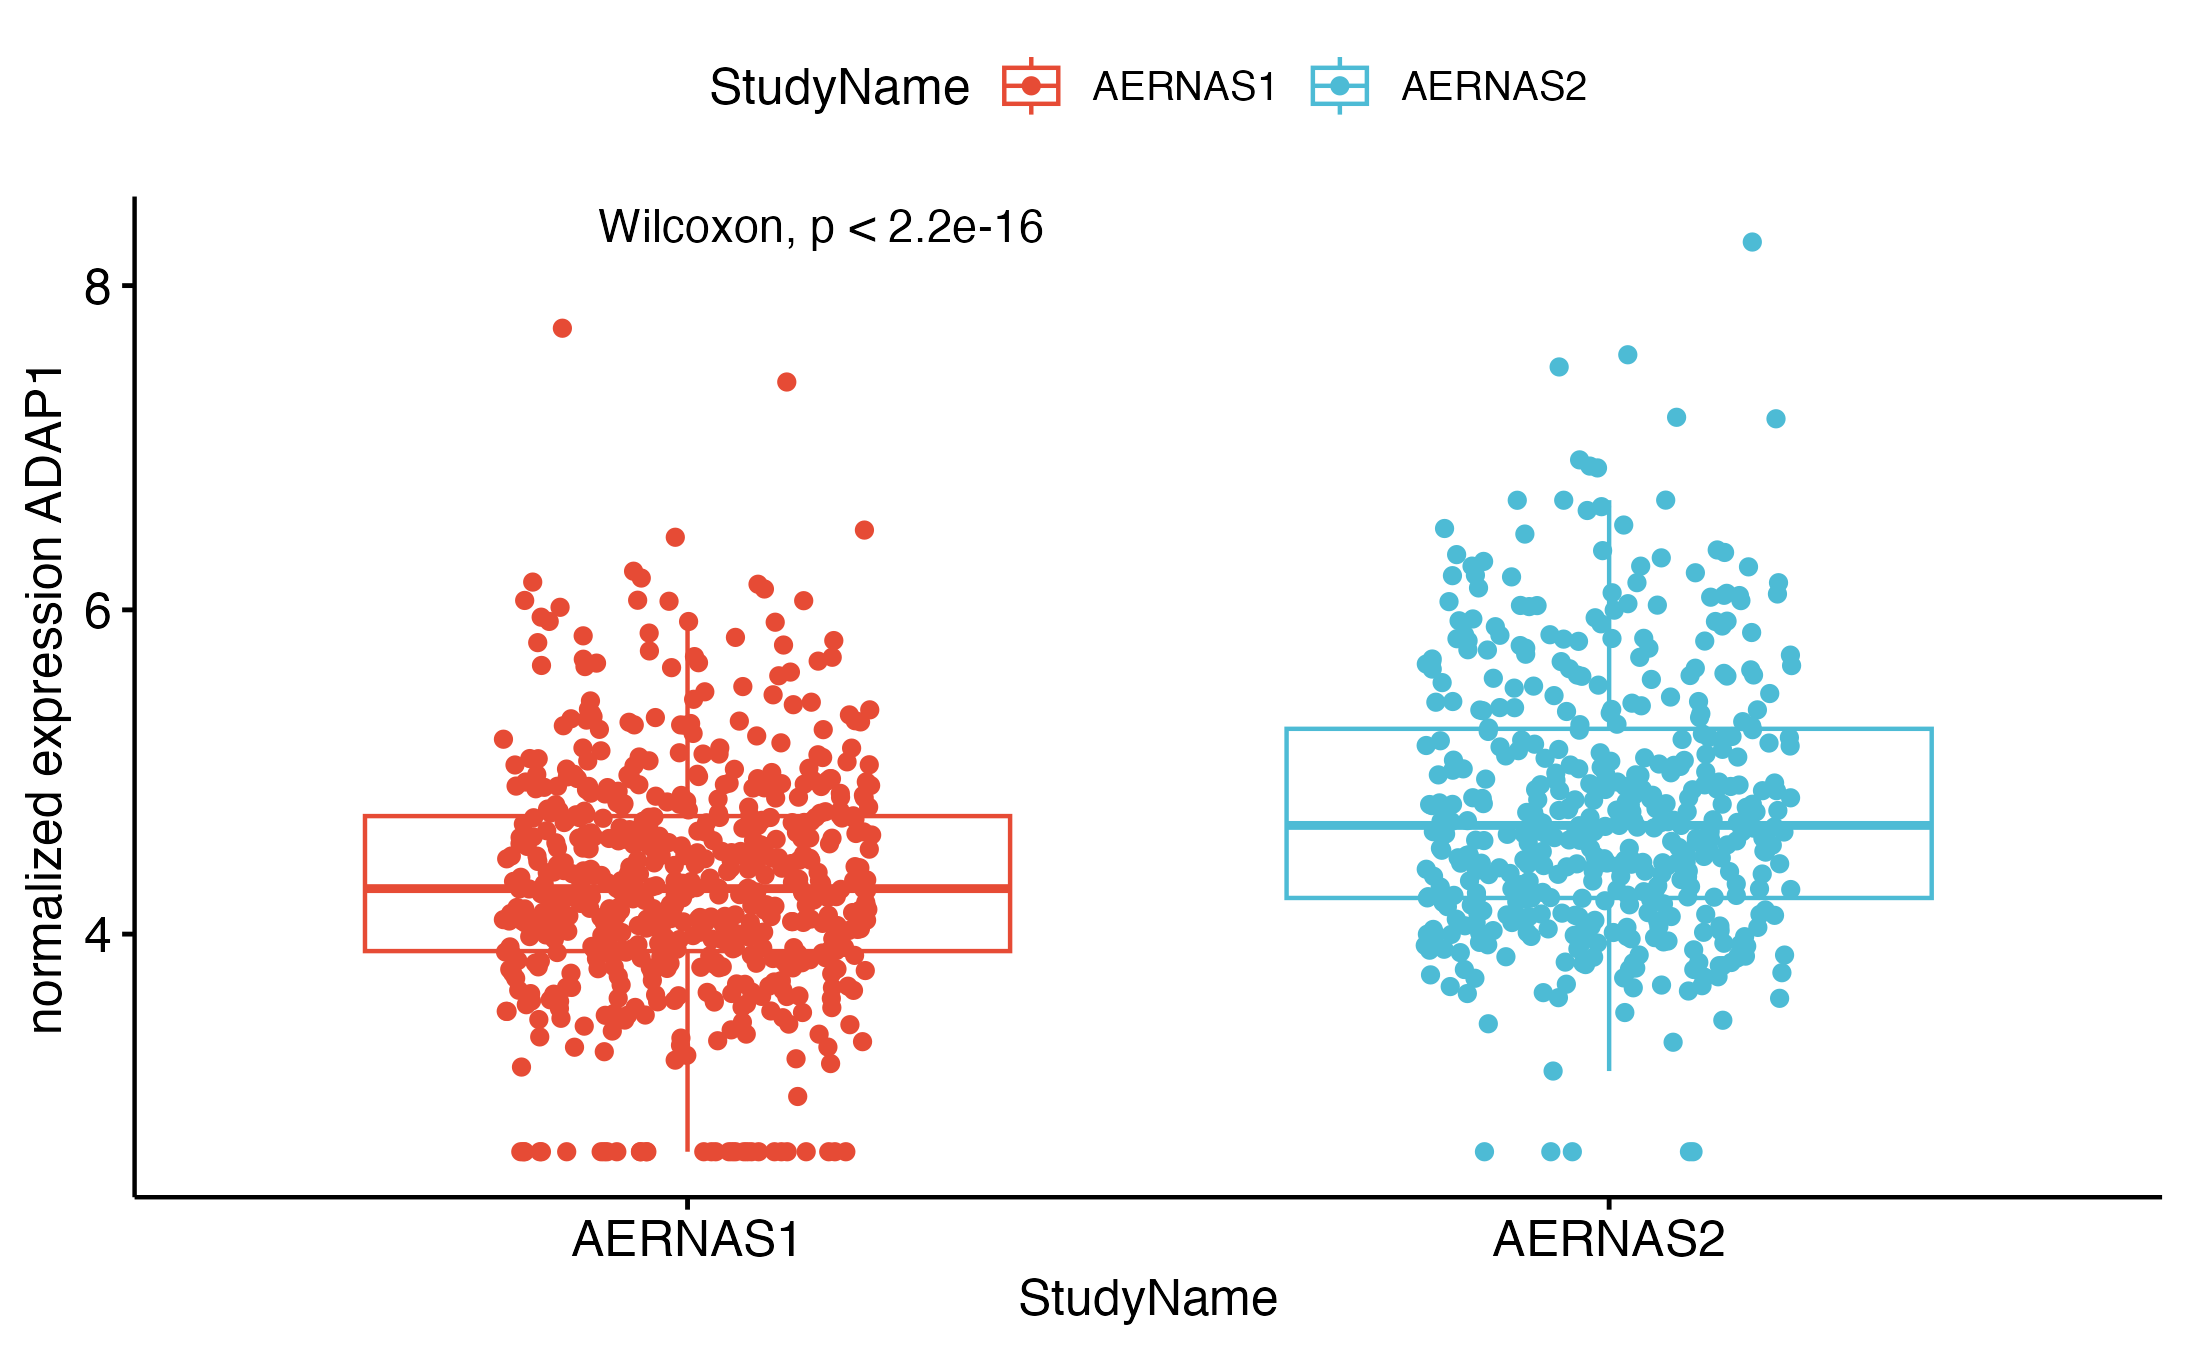 StudyName AERNAS1 AERNAS2
Wilcoxon, p < 2.2e-16
8
6
4
normalized expression ADAP1
AERNAS1 AERNAS2
StudyName